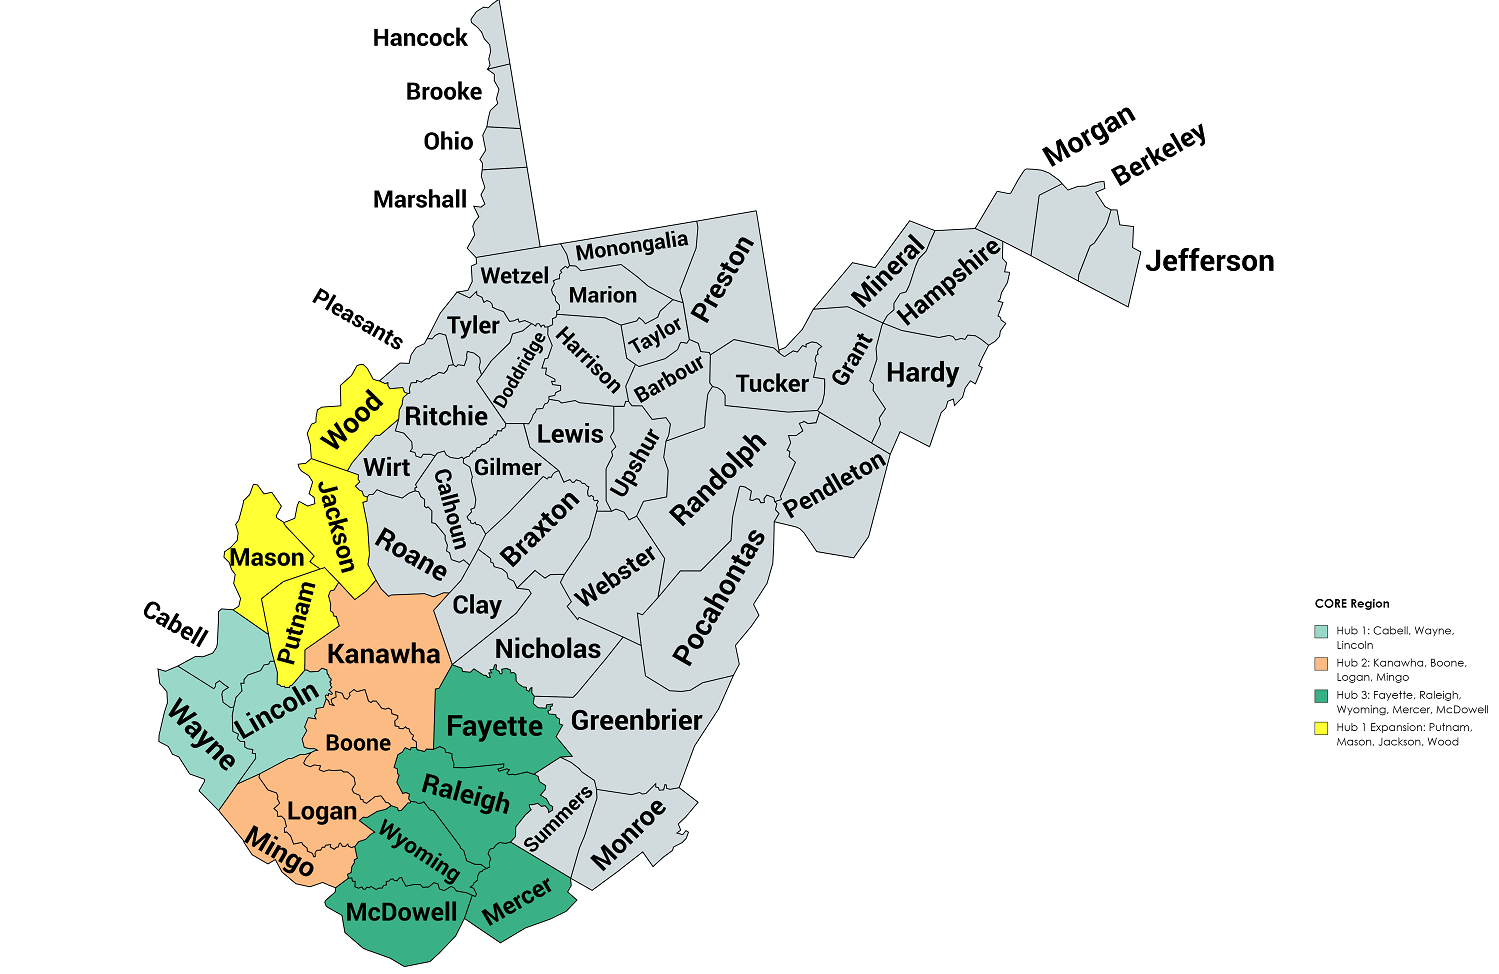 Hancock
Brooke
Ohio
Marshall
Morgan
Berkeley
Jefferson
Monongalia
Preston
Wetzel
Marion
Mineral
Hampshire
Pleasants
Tyler
Doddridge
Harrison
Taylor
Barbour
Tucker
Grant
Hardy
Wood
Ritchie
Lewis
Upshur
Randolph
Pendleton
Wirt
Gilmer
Calhoun
Jackson
Braxton
Roane
Mason
Webster
Pocahontas
Cabell
Putnam
Clay
Kanawha
Nicholas
Wayne
Lincoln
Fayette
Greenbrier
Boone
Raleigh
Logan
Summers
Monroe
Mingo
Wyoming
McDowell
Mercer
CORE Region
Hub 1: Cabell, Wayne,
Lincoln
Hub 2: Kanawha, Boone,
Logan, Mingo
Hub 3: Fayette, Raleigh,
Wyoming, Mercer, McDowell
Hub 1 Expansion: Putnam,
Mason, Jackson, Wood